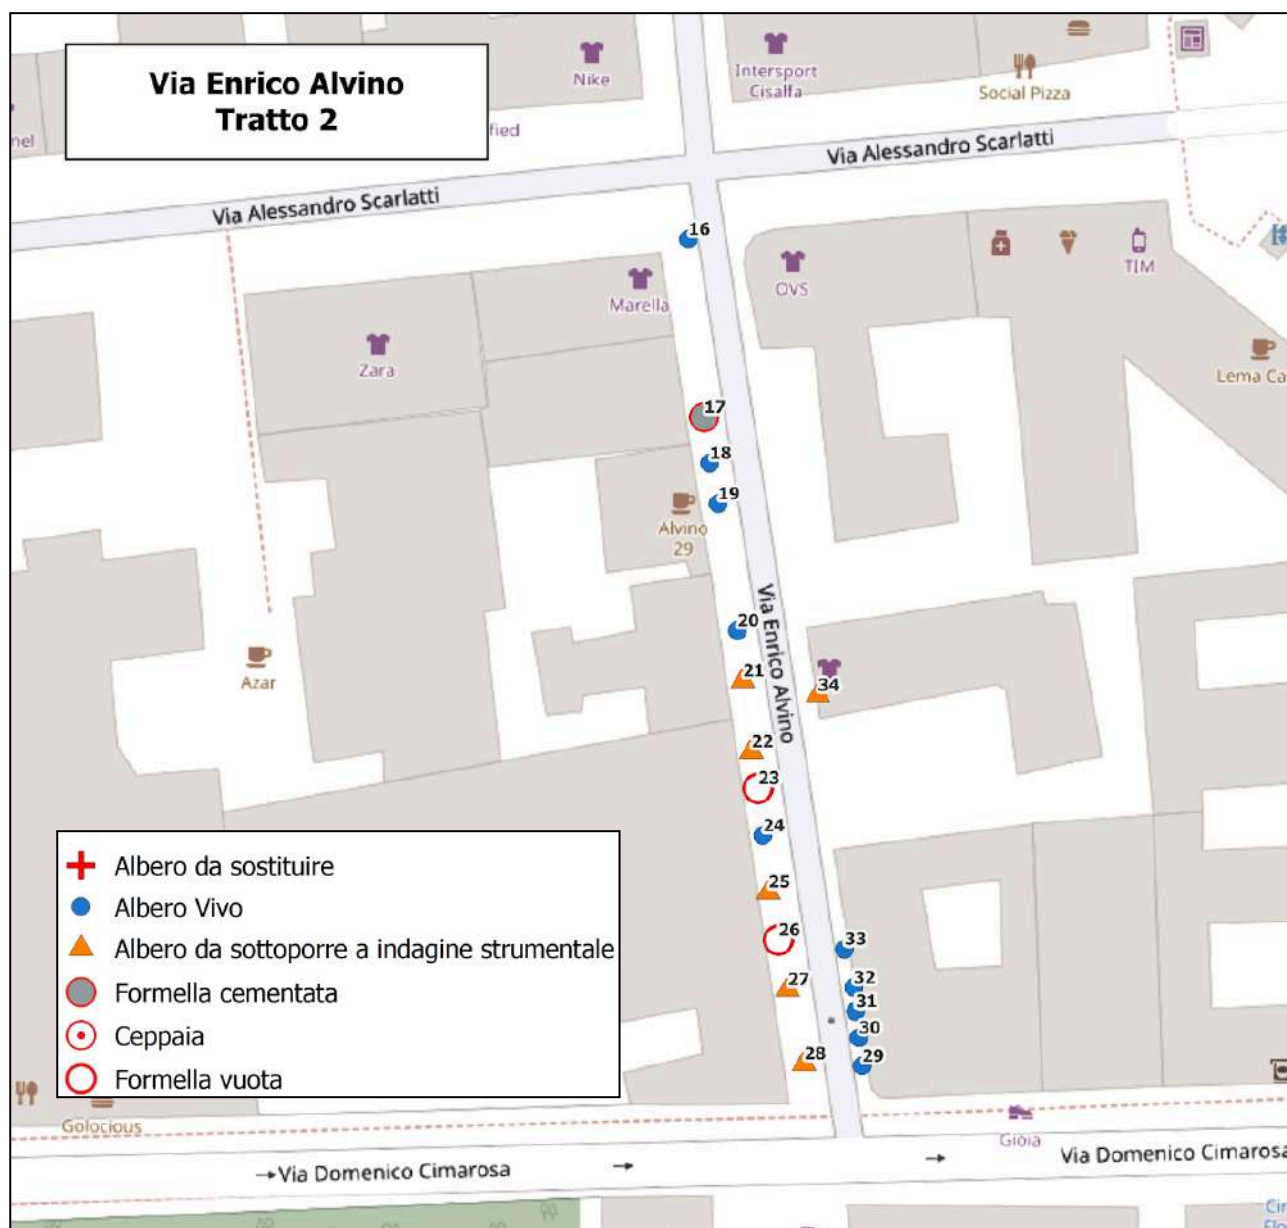 Via Enrico Alvino
Tratto 2
Nike
Intersport
Cisalfa
Social Pizza
nel
fied
Via Alessandro Scarlatti
Via Alessandro Scarlatti
16
OVS
TIM
Marella
Zara
Lema Ca
17
18
19
Alvino
29
Via Enrico Alvino
20
21
34
Azar
22
23
24
25
26
27
28
33
32
31
30
29
Albero da sostituire
Albero Vivo
Albero da sottoporre a indagine strumentale
Formella cementata
Ceppaia
Formella vuota
Golocious
Gioia
Via Domenico Cimarosa
Via Domenico Cimarosa
Cir